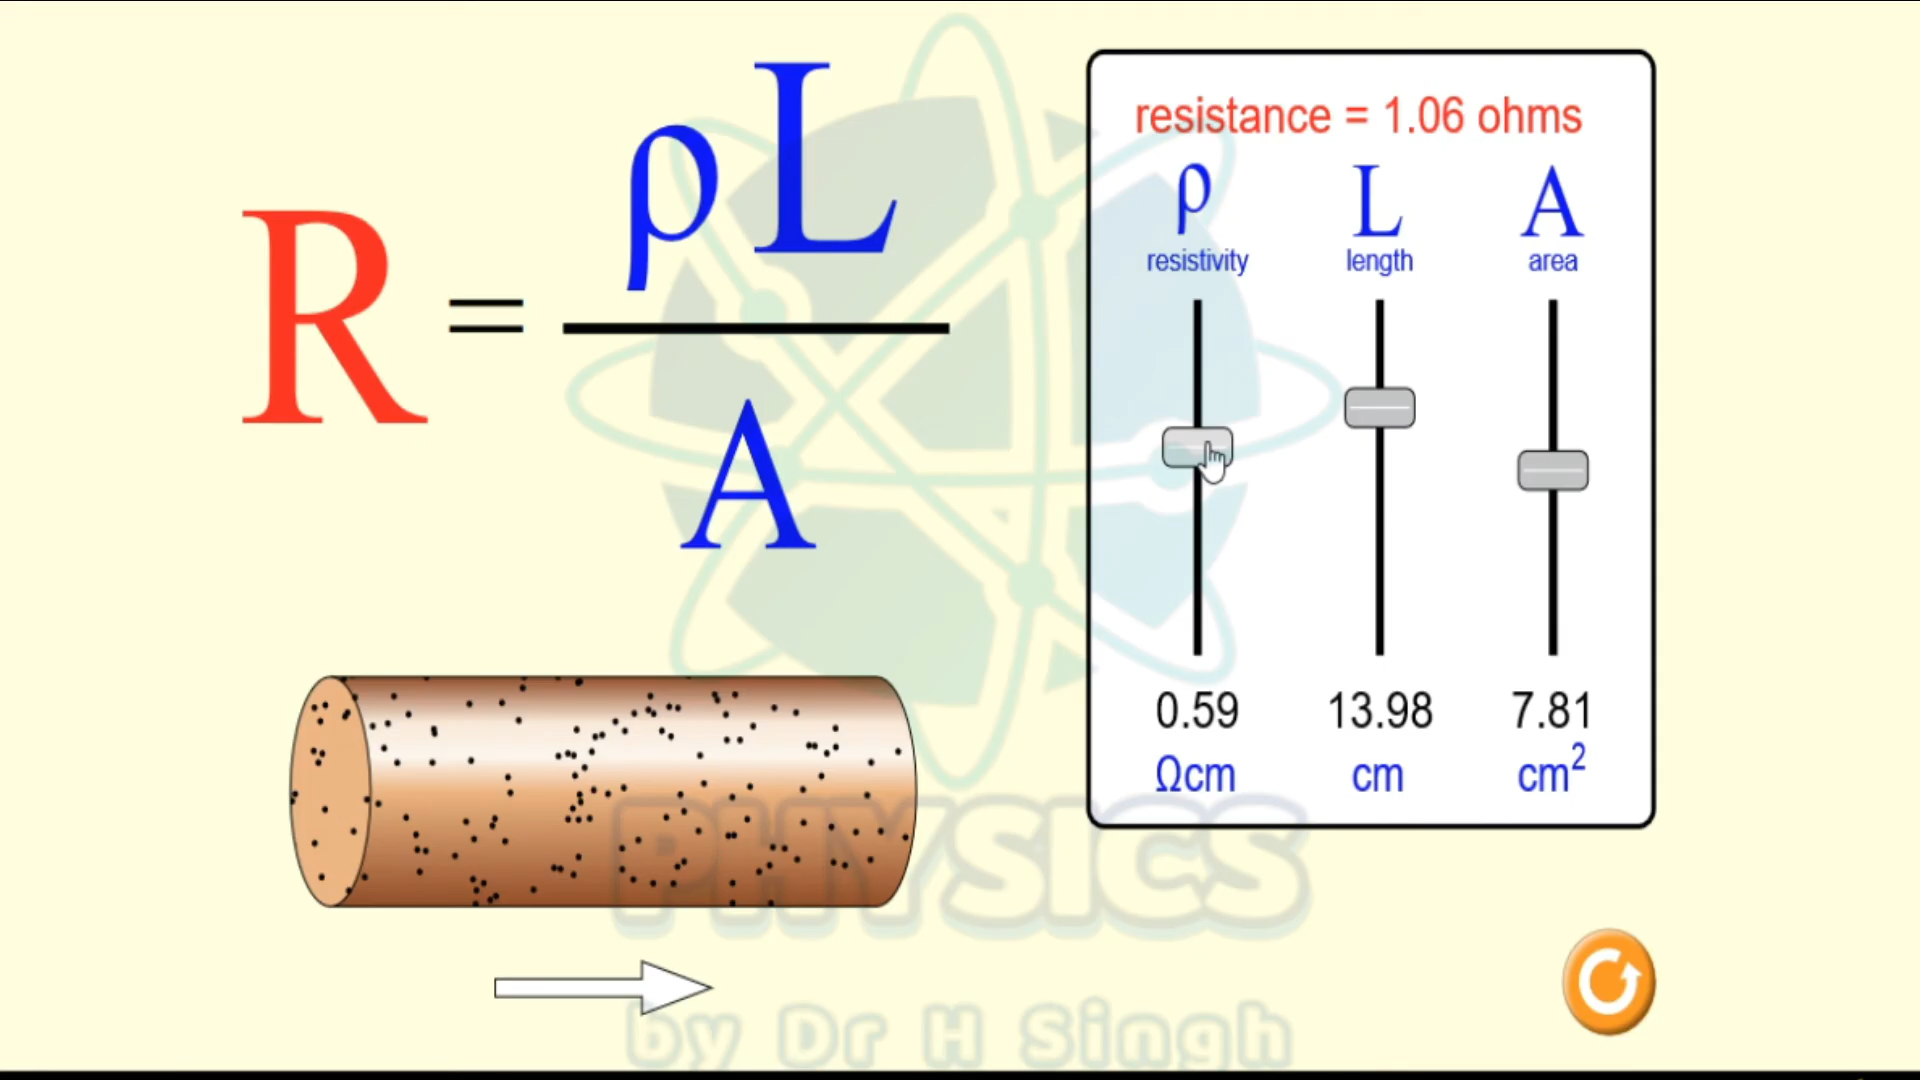 R = ρL
A
resistance = 1.06 ohms
ρ L A
resistivity length area
0.59 13.98 7.81
Ωcm cm cm²
PHYSICS
by Dr H Singh